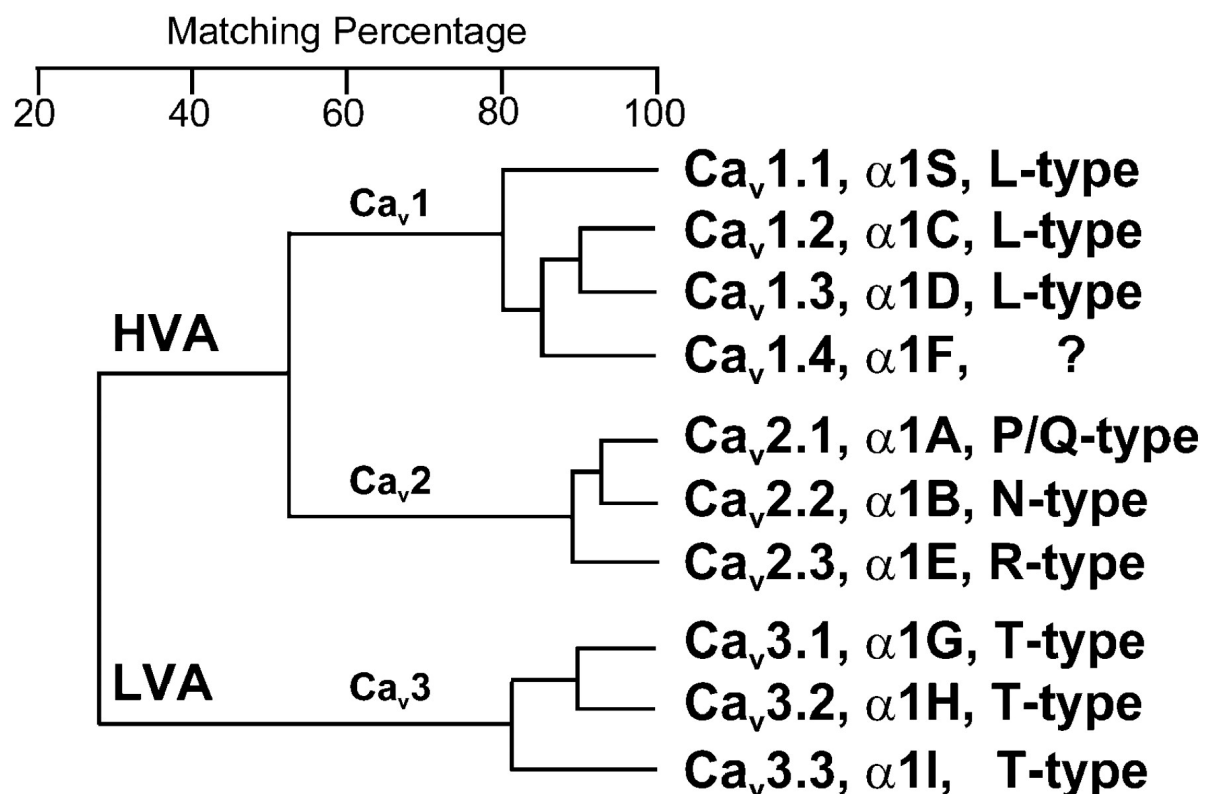 Matching Percentage
20 40 60 80 100
Caᵥ1.1, α1S, L-type
Caᵥ1
Caᵥ1.2, α1C, L-type
Caᵥ1.3, α1D, L-type
HVA
Caᵥ1.4, α1F, ?
Caᵥ2.1, α1A, P/Q-type
Caᵥ2
Caᵥ2.2, α1B, N-type
Caᵥ2.3, α1E, R-type
Caᵥ3.1, α1G, T-type
LVA
Caᵥ3
Caᵥ3.2, α1H, T-type
Caᵥ3.3, α1I, T-type